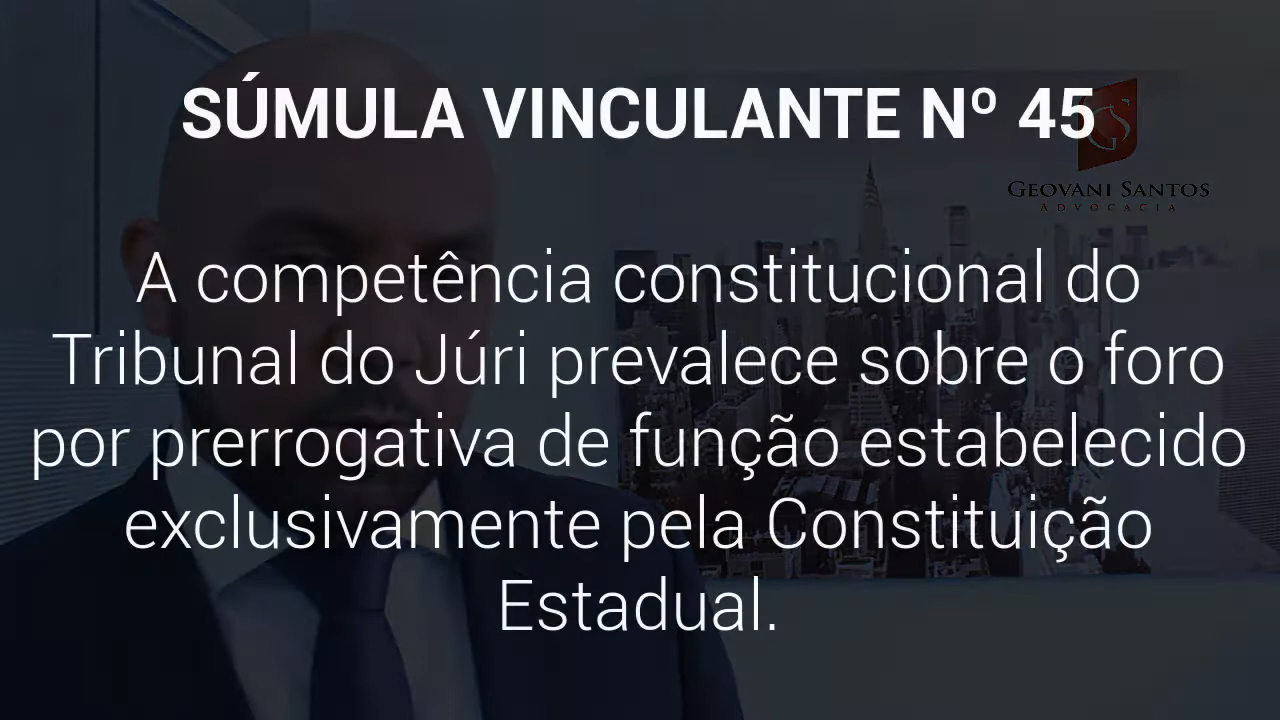 SÚMULA VINCULANTE Nº 45
GS
GEOVANI SANTOS
ADVOCACIA
A competência constitucional do
Tribunal do Júri prevalece sobre o foro
por prerrogativa de função estabelecido
exclusivamente pela Constituição
Estadual.